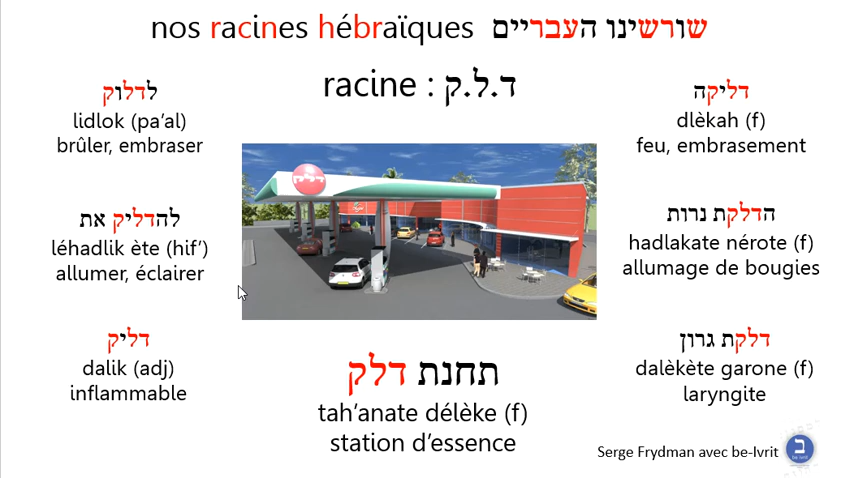 nos racines hébraïques שורשינו העבריים
racine : ד.ל.ק
לדלוק
lidlok (pa'al)
brûler, embraser
להדליק את
léhadlik ète (hif')
allumer, éclairer
דליק
dalik (adj)
inflammable
תחנת דלק
tah'anate délèke (f)
station d'essence
דליקה
dlèkah (f)
feu, embrasement
הדלקת נרות
hadlakate nérote (f)
allumage de bougies
דלקת גרון
dalèkète garone (f)
laryngite
Serge Frydman avec be-Ivrit
ב
be ivrit